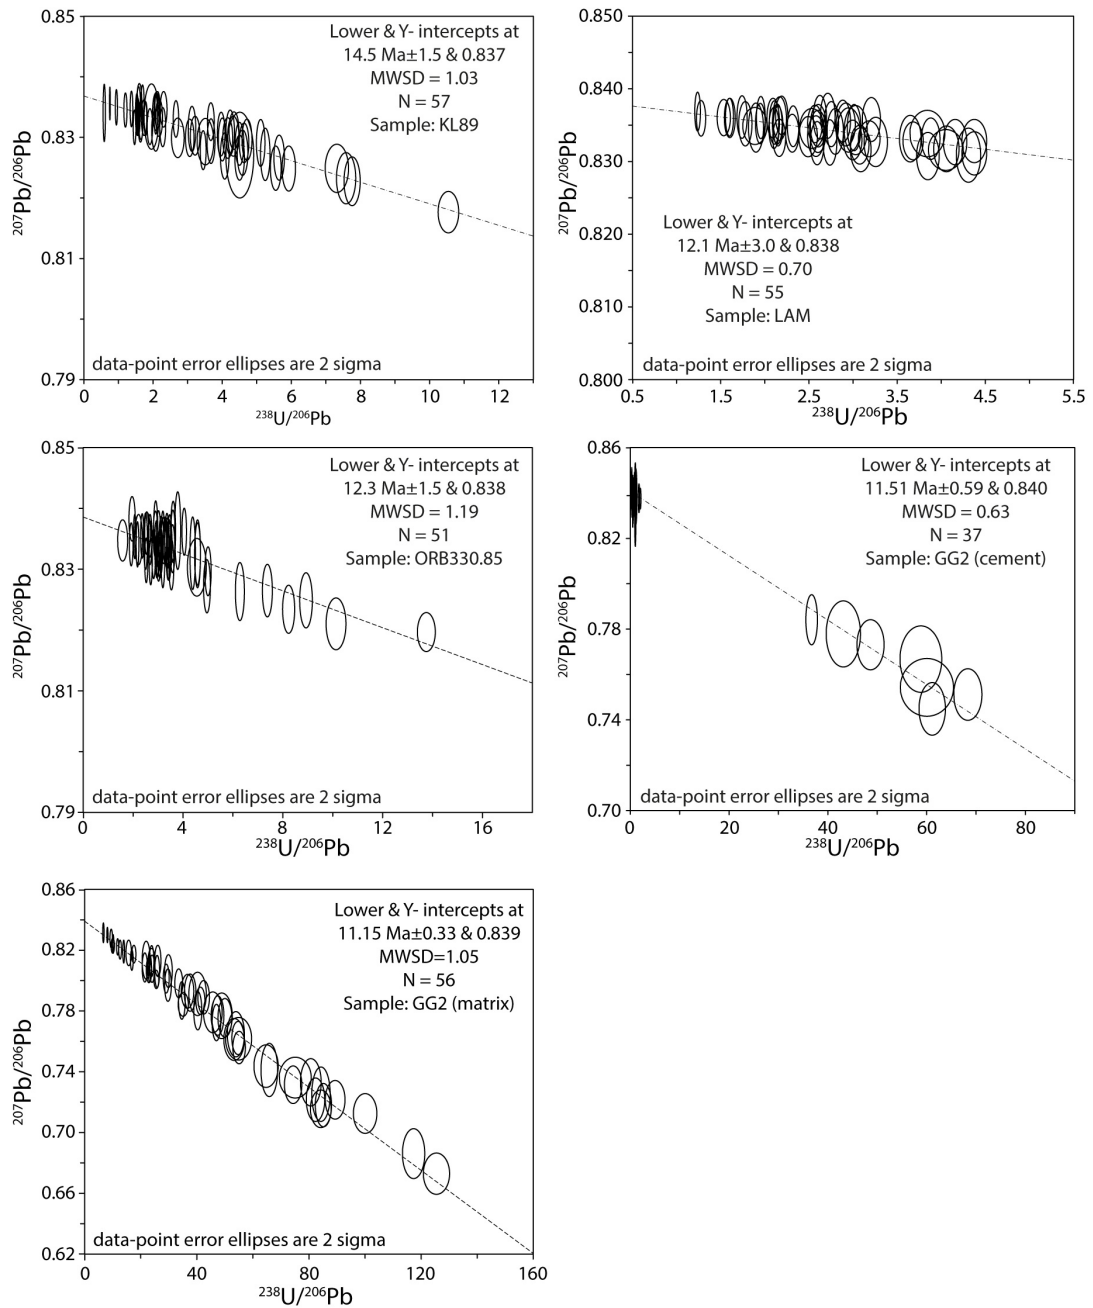 0.85
0.83
0.81
0.79
²⁰⁷Pb/²⁰⁶Pb
Lower & Y- intercepts at
14.5 Ma±1.5 & 0.837
MWSD = 1.03
N = 57
Sample: KL89
data-point error ellipses are 2 sigma
0 2 4 6 8 10 12
²³⁸U/²⁰⁶Pb
0.850
0.840
0.830
0.820
0.810
0.800
²⁰⁷Pb/²⁰⁶Pb
Lower & Y- intercepts at
12.1 Ma±3.0 & 0.838
MWSD = 0.70
N = 55
Sample: LAM
data-point error ellipses are 2 sigma
0.5 1.5 2.5 3.5 4.5 5.5
²³⁸U/²⁰⁶Pb
0.85
0.83
0.81
0.79
²⁰⁷Pb/²⁰⁶Pb
Lower & Y- intercepts at
12.3 Ma±1.5 & 0.838
MWSD = 1.19
N = 51
Sample: ORB330.85
data-point error ellipses are 2 sigma
0 4 8 12 16
²³⁸U/²⁰⁶Pb
0.86
0.82
0.78
0.74
0.70
²⁰⁷Pb/²⁰⁶Pb
Lower & Y- intercepts at
11.51 Ma±0.59 & 0.840
MWSD = 0.63
N = 37
Sample: GG2 (cement)
data-point error ellipses are 2 sigma
0 20 40 60 80
²³⁸U/²⁰⁶Pb
0.86
0.82
0.78
0.74
0.70
0.66
0.62
²⁰⁷Pb/²⁰⁶Pb
Lower & Y- intercepts at
11.15 Ma±0.33 & 0.839
MWSD=1.05
N = 56
Sample: GG2 (matrix)
data-point error ellipses are 2 sigma
0 40 80 120 160
²³⁸U/²⁰⁶Pb